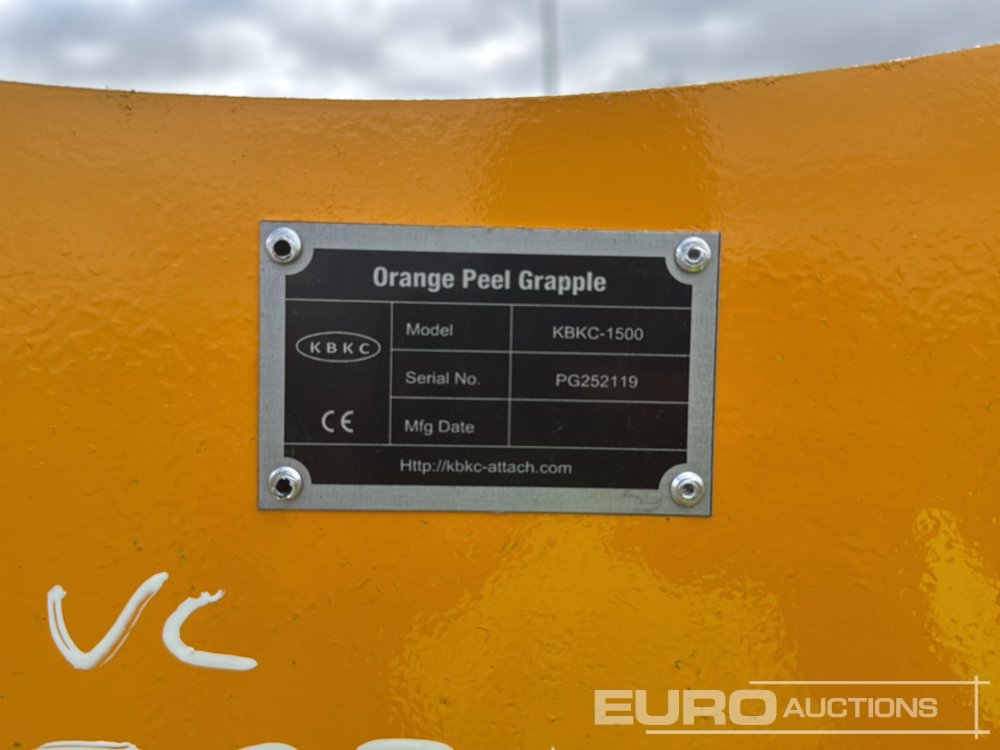 Orange Peel Grapple
KBKC
Model KBKC-1500
Serial No. PG252119
CE
Mfg Date
Http://kbkc-attach.com
VC
EURO AUCTIONS